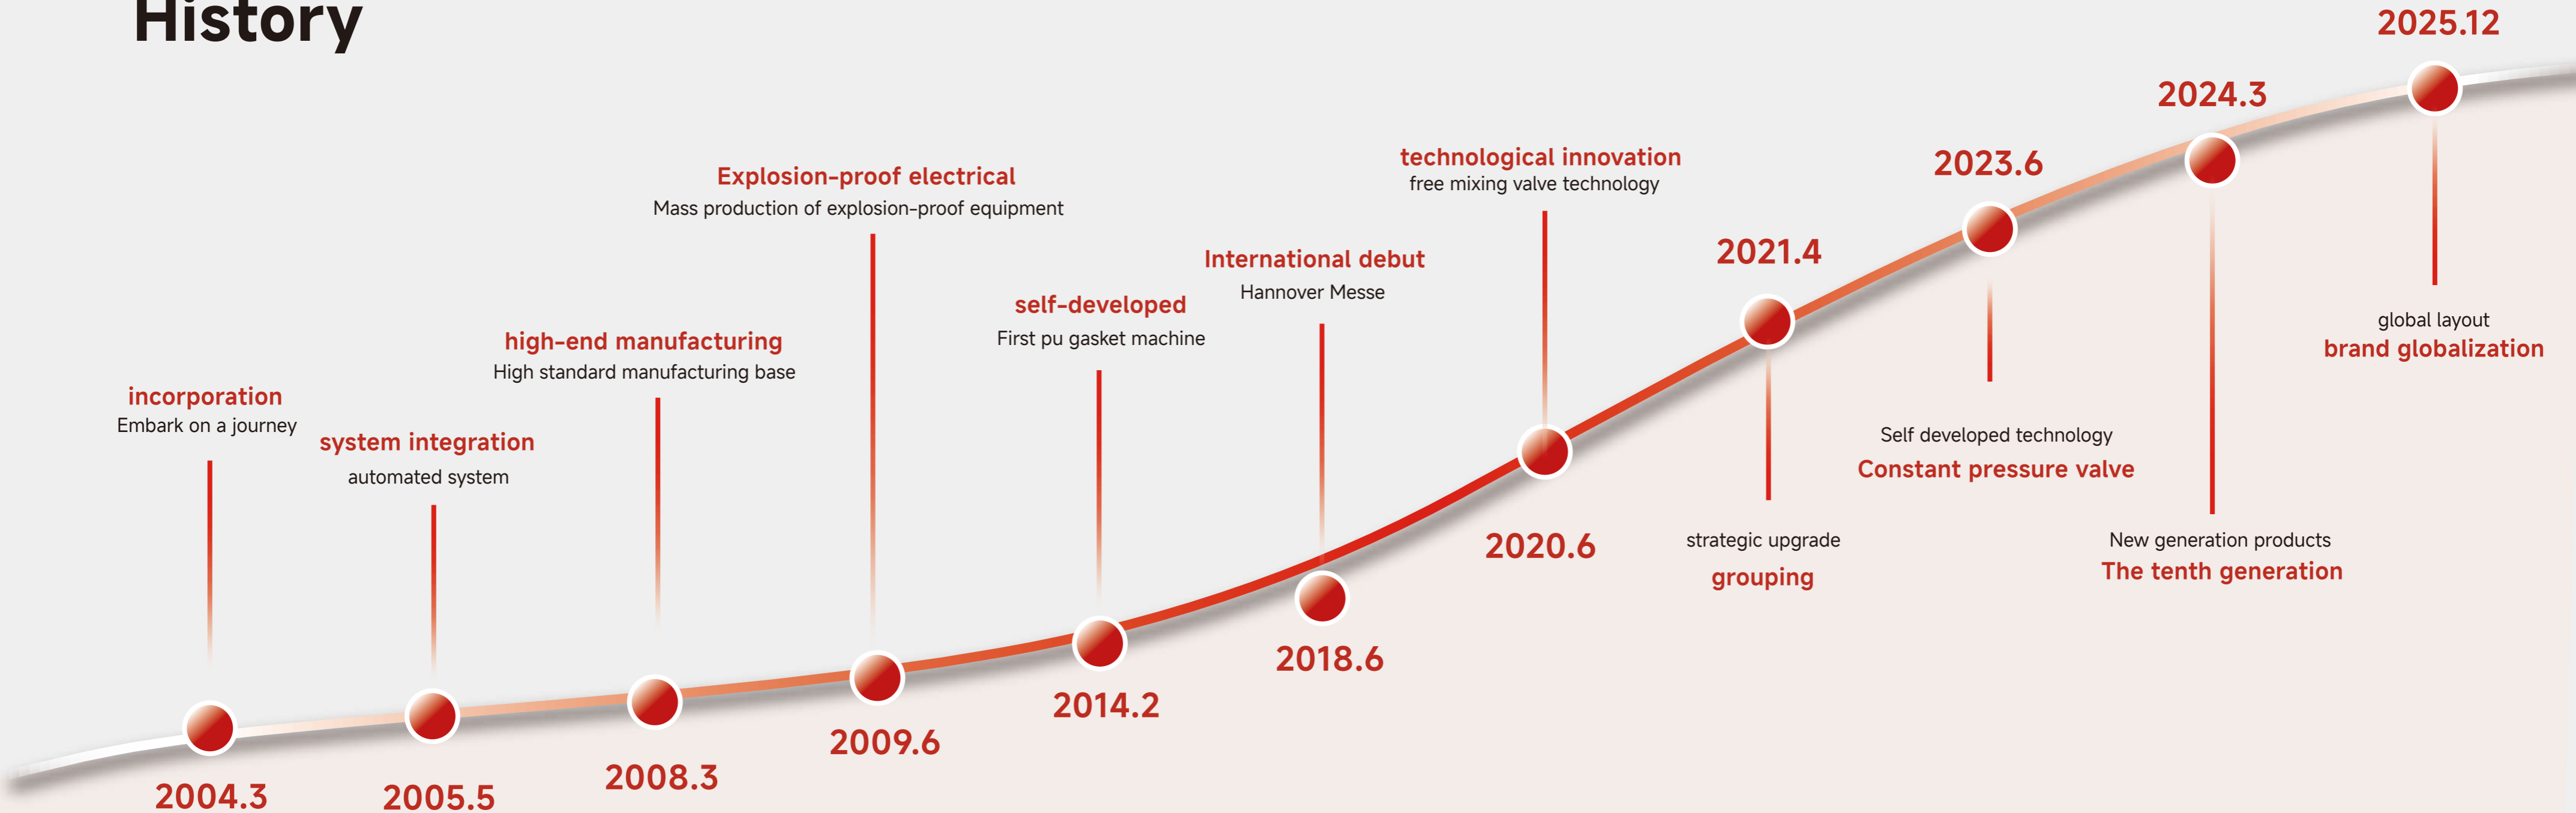 History
incorporation
Embark on a journey
2004.3
system integration
automated system
2005.5
high-end manufacturing
High standard manufacturing base
2008.3
Explosion-proof electrical
Mass production of explosion-proof equipment
2009.6
self-developed
First pu gasket machine
2014.2
International debut
Hannover Messe
2018.6
technological innovation
free mixing valve technology
2020.6
2021.4
strategic upgrade
grouping
2023.6
Self developed technology
Constant pressure valve
2024.3
New generation products
The tenth generation
2025.12
global layout
brand globalization